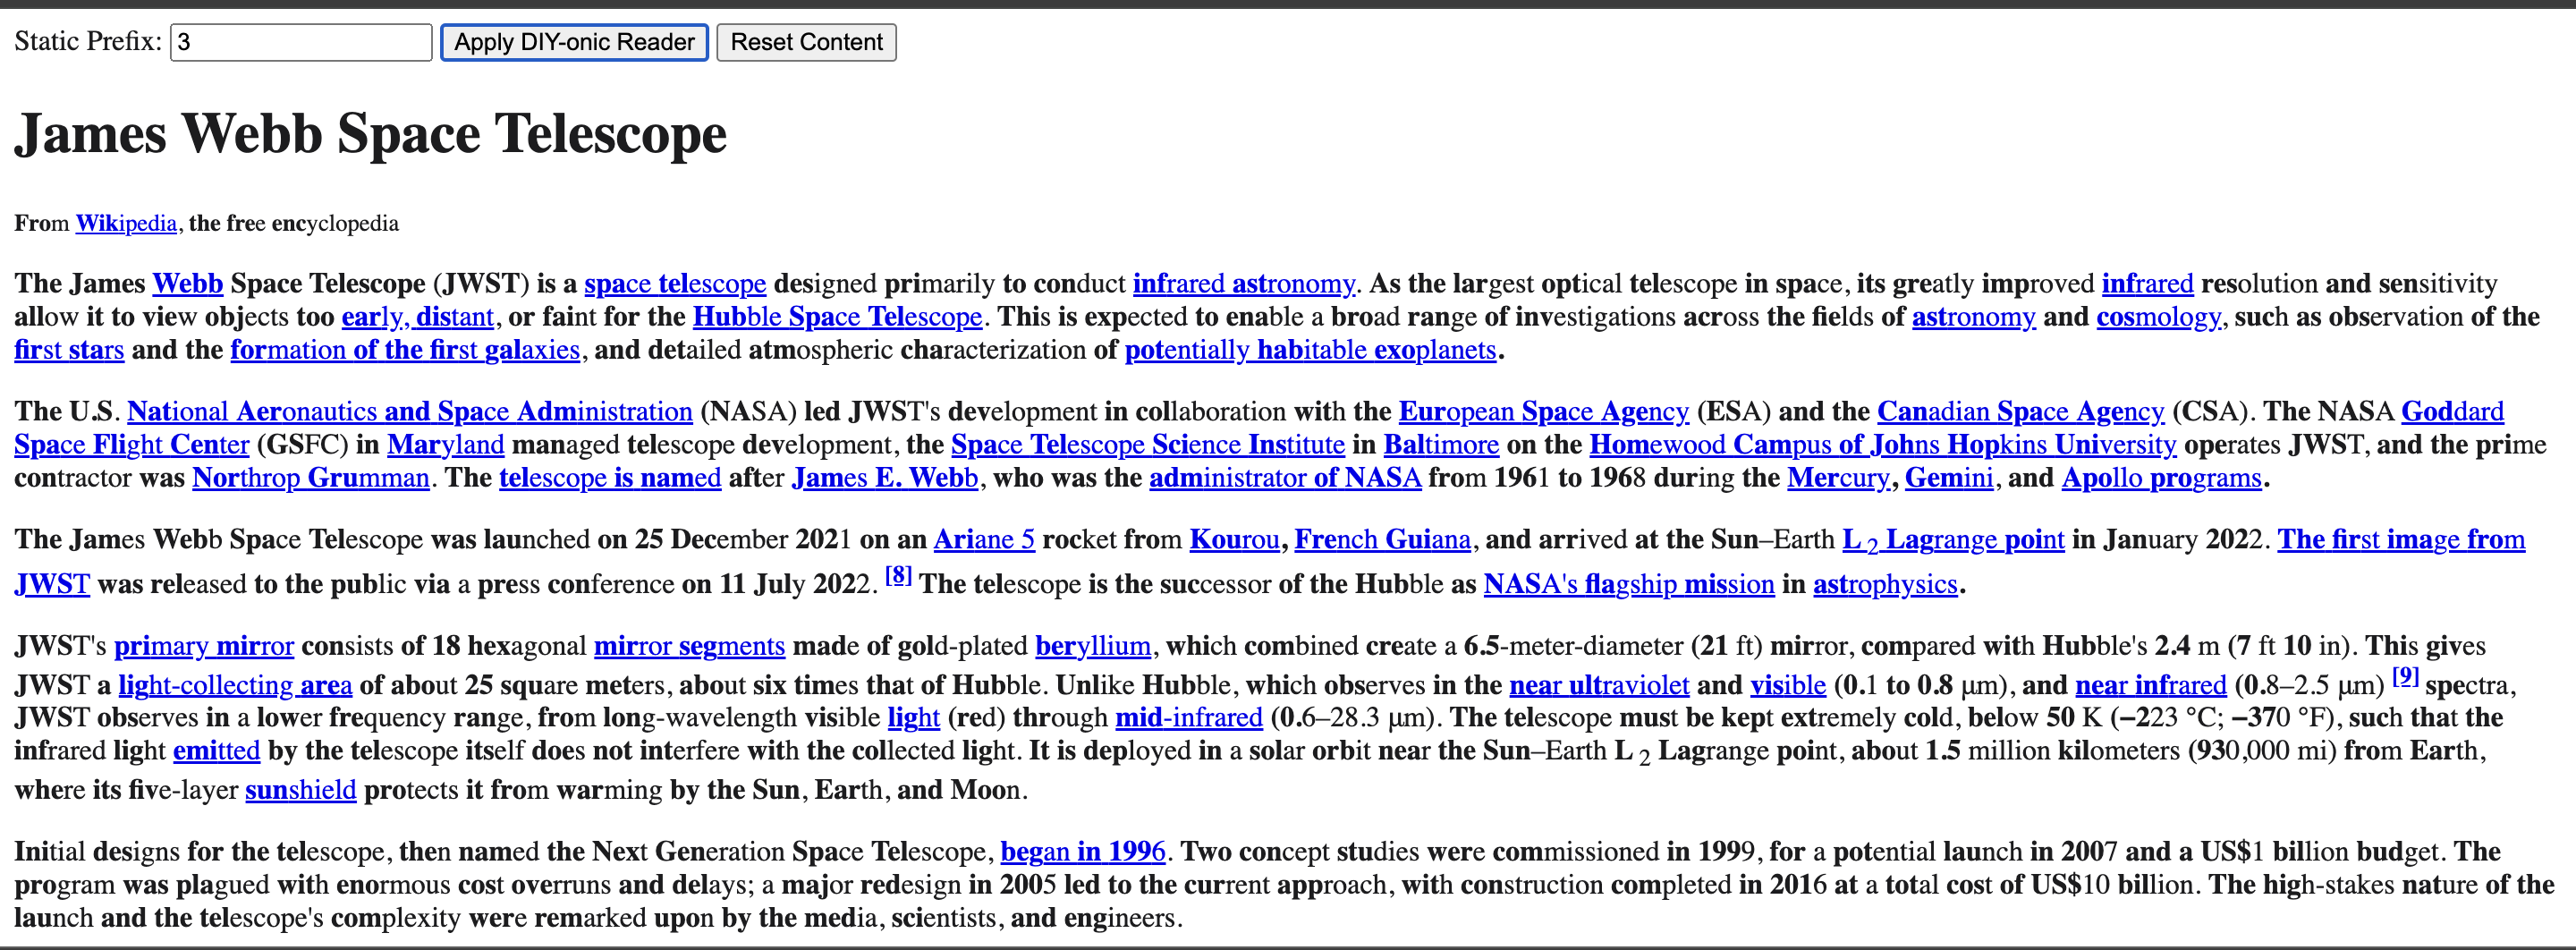 Static Prefix: 3 Apply DIY-onic Reader Reset Content
James Webb Space Telescope
From Wikipedia, the free encyclopedia
The James Webb Space Telescope (JWST) is a space telescope designed primarily to conduct infrared astronomy. As the largest optical telescope in space, its greatly improved infrared resolution and sensitivity
allow it to view objects too early, distant, or faint for the Hubble Space Telescope. This is expected to enable a broad range of investigations across the fields of astronomy and cosmology, such as observation of the
first stars and the formation of the first galaxies, and detailed atmospheric characterization of potentially habitable exoplanets.
The U.S. National Aeronautics and Space Administration (NASA) led JWST's development in collaboration with the European Space Agency (ESA) and the Canadian Space Agency (CSA). The NASA Goddard
Space Flight Center (GSFC) in Maryland managed telescope development, the Space Telescope Science Institute in Baltimore on the Homewood Campus of Johns Hopkins University operates JWST, and the prime
contractor was Northrop Grumman. The telescope is named after James E. Webb, who was the administrator of NASA from 1961 to 1968 during the Mercury, Gemini, and Apollo programs.
The James Webb Space Telescope was launched on 25 December 2021 on an Ariane 5 rocket from Kourou, French Guiana, and arrived at the Sun–Earth L 2 Lagrange point in January 2022. The first image from
JWST was released to the public via a press conference on 11 July 2022. [8] The telescope is the successor of the Hubble as NASA's flagship mission in astrophysics.
JWST's primary mirror consists of 18 hexagonal mirror segments made of gold-plated beryllium, which combined create a 6.5-meter-diameter (21 ft) mirror, compared with Hubble's 2.4 m (7 ft 10 in). This gives
JWST a light-collecting area of about 25 square meters, about six times that of Hubble. Unlike Hubble, which observes in the near ultraviolet and visible (0.1 to 0.8 μm), and near infrared (0.8–2.5 μm) [9] spectra,
JWST observes in a lower frequency range, from long-wavelength visible light (red) through mid-infrared (0.6–28.3 μm). The telescope must be kept extremely cold, below 50 K (−223 °C; −370 °F), such that the
infrared light emitted by the telescope itself does not interfere with the collected light. It is deployed in a solar orbit near the Sun–Earth L 2 Lagrange point, about 1.5 million kilometers (930,000 mi) from Earth,
where its five-layer sunshield protects it from warming by the Sun, Earth, and Moon.
Initial designs for the telescope, then named the Next Generation Space Telescope, began in 1996. Two concept studies were commissioned in 1999, for a potential launch in 2007 and a US$1 billion budget. The
program was plagued with enormous cost overruns and delays; a major redesign in 2005 led to the current approach, with construction completed in 2016 at a total cost of US$10 billion. The high-stakes nature of the
launch and the telescope's complexity were remarked upon by the media, scientists, and engineers.